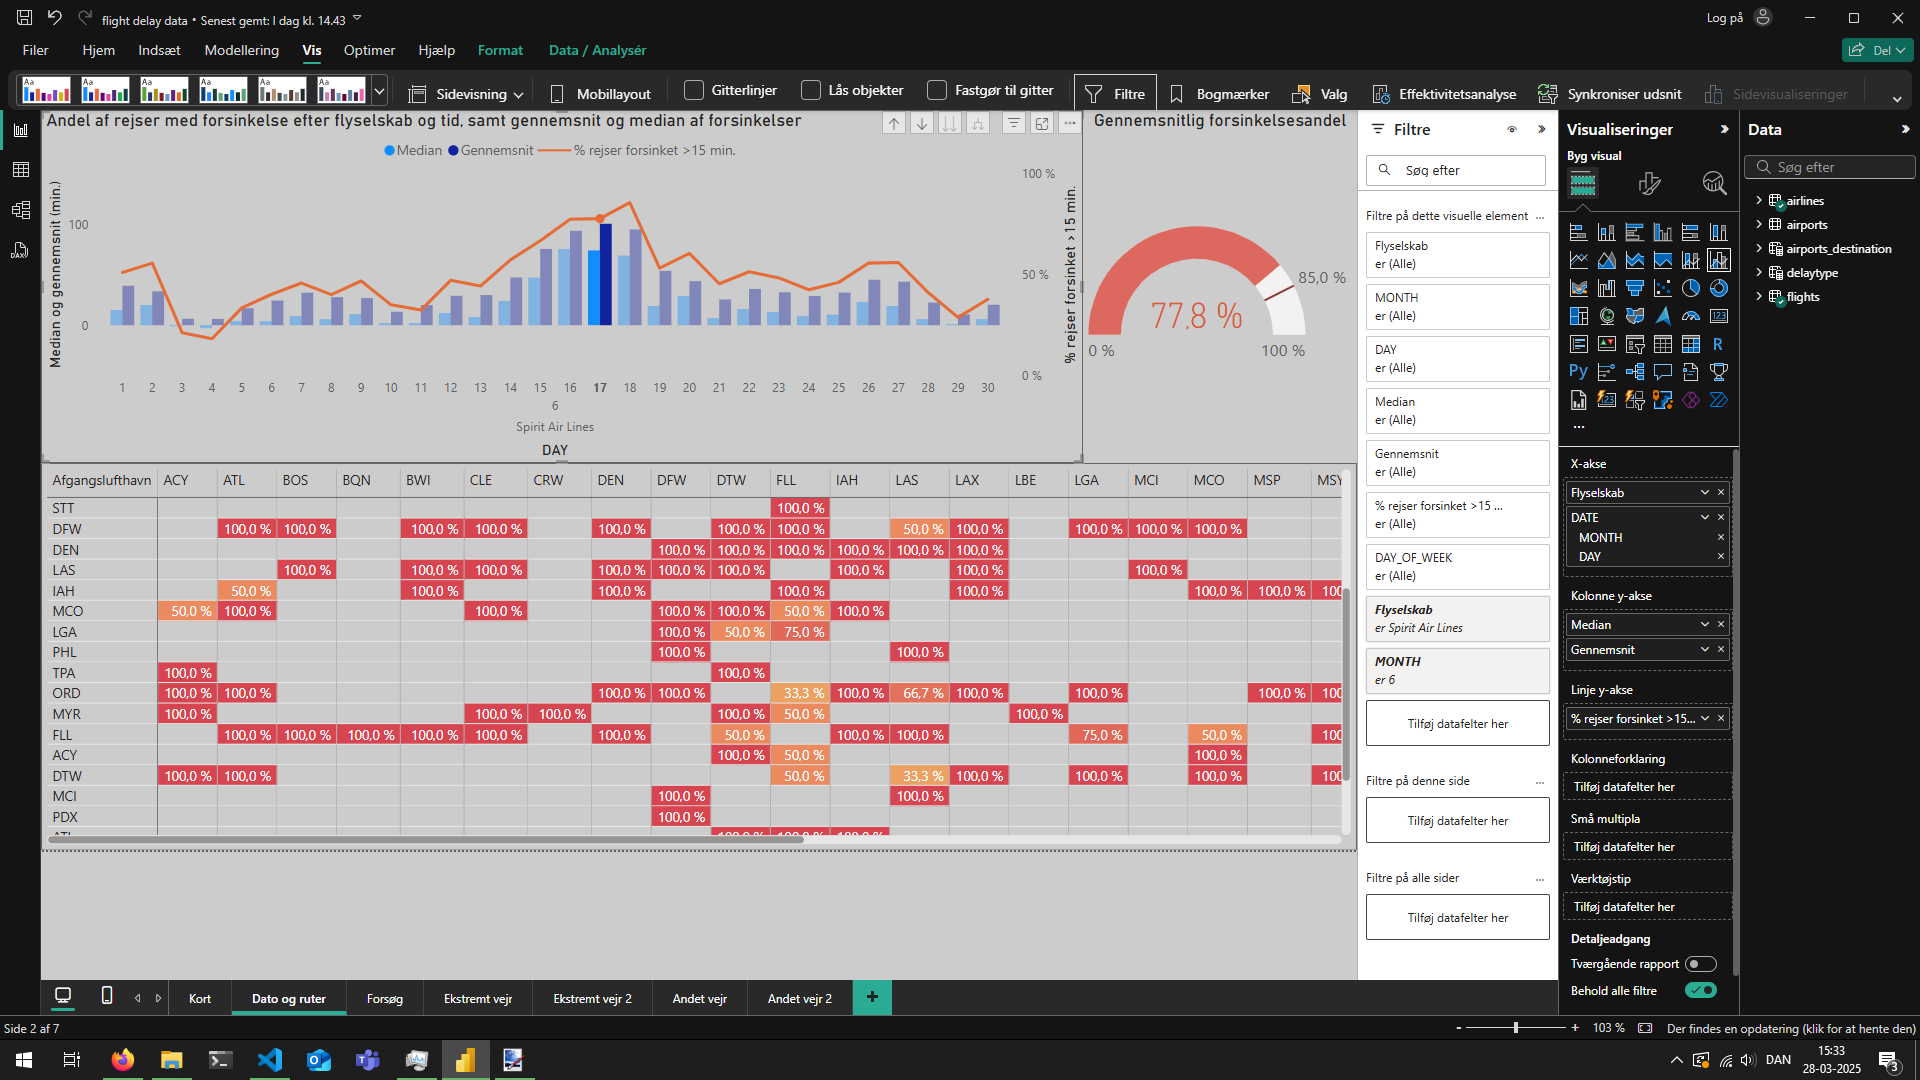 flight delay data • Senest gemt: I dag kl. 14.43
Log på
Filer Hjem Indsæt Modellering Vis Optimer Hjælp Format Data / Analysér
Del
Aa Aa Aa Aa Aa Aa
Sidevisning Mobillayout Gitterlinjer Lås objekter Fastgør til gitter Filtre Bogmærker Valg Effektivitetsanalyse Synkroniser udsnit Sidevisualiseringer
Andel af rejser med forsinkelse efter flyselskab og tid, samt gennemsnit og median af forsinkelser
Median Gennemsnit % rejser forsinket >15 min.
Median og gennemsnit (min.)
100
0
100 %
50 %
0 %
% rejser forsinket >15 min.
1 2 3 4 5 6 7 8 9 10 11 12 13 14 15 16 17 18 19 20 21 22 23 24 25 26 27 28 29 30
6
Spirit Air Lines
DAY
Gennemsnitlig forsinkelsesandel
85,0 %
77,8 %
0 % 100 %
Afgangslufthavn ACY ATL BOS BQN BWI CLE CRW DEN DFW DTW FLL IAH LAS LAX LBE LGA MCI MCO MSP MSY
STT 100,0 %
DFW 100,0 % 100,0 % 100,0 % 100,0 % 100,0 % 100,0 % 100,0 % 50,0 % 100,0 % 100,0 % 100,0 % 100,0 %
DEN 100,0 % 100,0 % 100,0 % 100,0 % 100,0 % 100,0 %
LAS 100,0 % 100,0 % 100,0 % 100,0 % 100,0 % 100,0 % 100,0 % 100,0 % 100,0 %
IAH 50,0 % 100,0 % 100,0 % 100,0 % 100,0 % 100,0 % 100,0 % 100
MCO 50,0 % 100,0 % 100,0 % 100,0 % 100,0 % 50,0 % 100,0 %
LGA 100,0 % 50,0 % 75,0 %
PHL 100,0 % 100,0 %
TPA 100,0 % 100,0 %
ORD 100,0 % 100,0 % 100,0 % 100,0 % 33,3 % 100,0 % 66,7 % 100,0 % 100,0 % 100,0 % 100
MYR 100,0 % 100,0 % 100,0 % 100,0 % 50,0 % 100,0 %
FLL 100,0 % 100,0 % 100,0 % 100,0 % 100,0 % 100,0 % 50,0 % 100,0 % 100,0 % 75,0 % 50,0 % 100
ACY 100,0 % 50,0 % 100,0 %
DTW 100,0 % 100,0 % 50,0 % 33,3 % 100,0 % 100,0 % 100,0 % 100
MCI 100,0 % 100,0 %
PDX 100,0 %
Filtre
Søg efter
Filtre på dette visuelle element ...
Flyselskab
er (Alle)
MONTH
er (Alle)
DAY
er (Alle)
Median
er (Alle)
Gennemsnit
er (Alle)
% rejser forsinket >15 ...
er (Alle)
DAY_OF_WEEK
er (Alle)
Flyselskab
er Spirit Air Lines
MONTH
er 6
Tilføj datafelter her
Filtre på denne side ...
Tilføj datafelter her
Filtre på alle sider ...
Tilføj datafelter her
Visualiseringer
Byg visual
123
R
Py
123
...
X-akse
Flyselskab
DATE
MONTH
DAY
Kolonne y-akse
Median
Gennemsnit
Linje y-akse
% rejser forsinket >15...
Kolonneforklaring
Tilføj datafelter her
Små multipla
Tilføj datafelter her
Værktøjstip
Tilføj datafelter her
Detaljeadgang
Tværgående rapport
Behold alle filtre
Data
Søg efter
airlines
airports
airports_destination
delaytype
flights
Kort Dato og ruter Forsøg Ekstremt vejr Ekstremt vejr 2 Andet vejr Andet vejr 2 +
Side 2 af 7
- + 103 % Der findes en opdatering (klik for at hente den)
DAN
15:33
28-03-2025
3